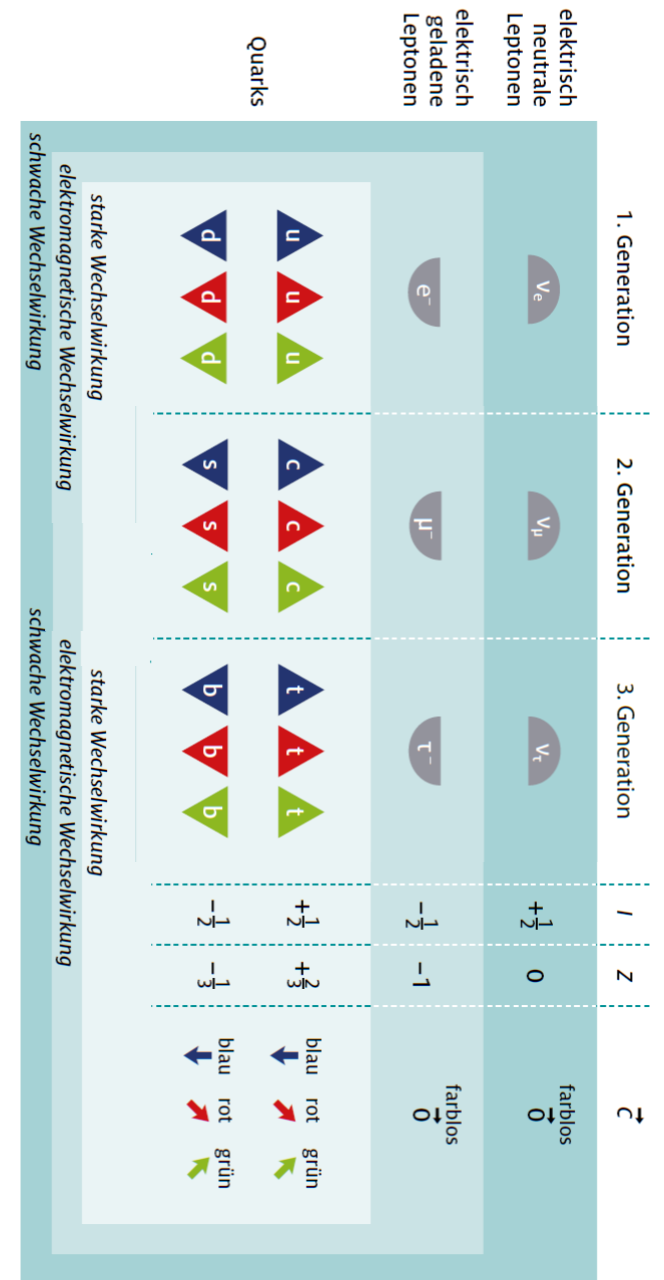 1. Generation
2. Generation
3. Generation
I
Z
C⃗
elektrisch
neutrale
Leptonen
νₑ
ν_μ
ν_τ
+1/2
0
farblos
0⃗
elektrisch
geladene
Leptonen
e⁻
μ⁻
τ⁻
-1/2
-1
farblos
0⃗
Quarks
u u u
c c c
t t t
+1/2
+2/3
blau rot grün
d d d
s s s
b b b
-1/2
-1/3
blau rot grün
starke Wechselwirkung
starke Wechselwirkung
elektromagnetische Wechselwirkung
elektromagnetische Wechselwirkung
schwache Wechselwirkung
schwache Wechselwirkung